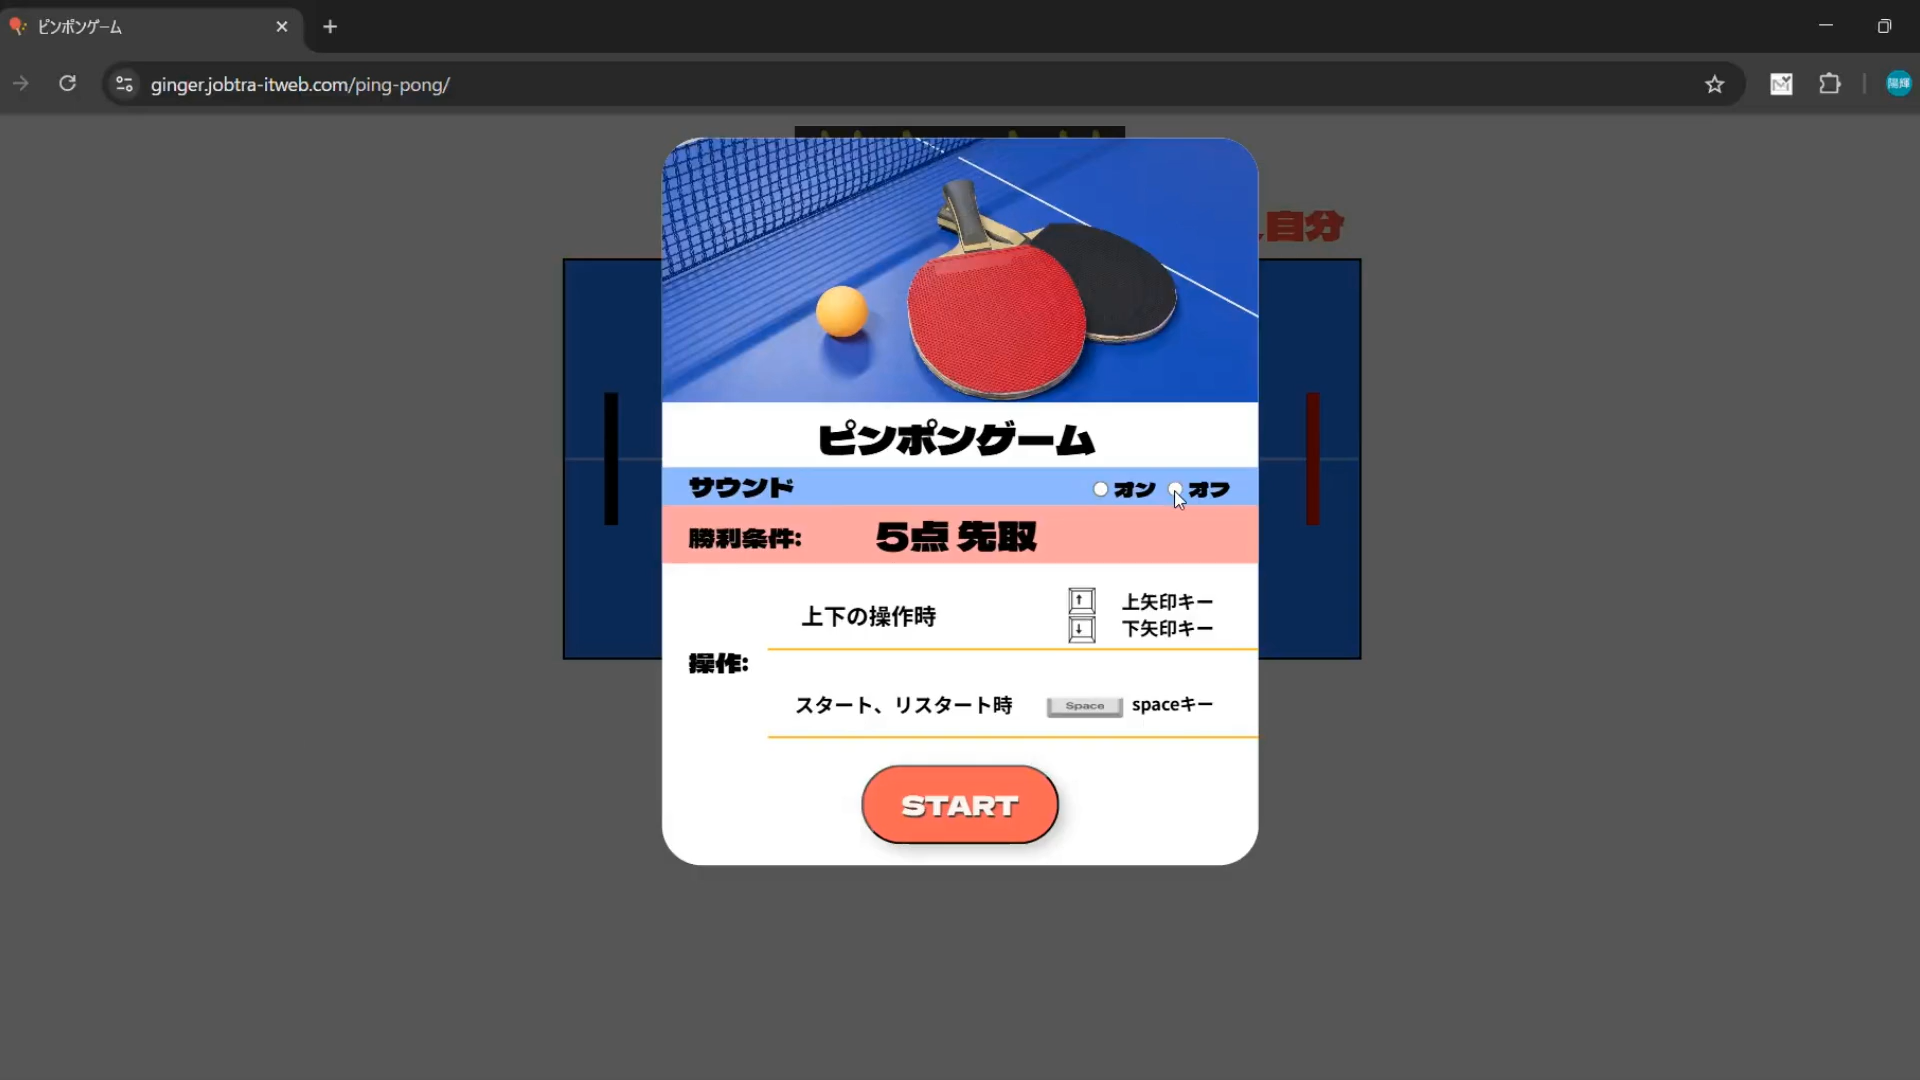 ピンポンゲーム
ginger.jobtra-itweb.com/ping-pong/
陽輝
自分
ピンポンゲーム
サウンド オン オフ
勝利条件: 5点 先取
上下の操作時 ↑ 上矢印キー
↓ 下矢印キー
操作:
スタート、リスタート時 Space spaceキー
START